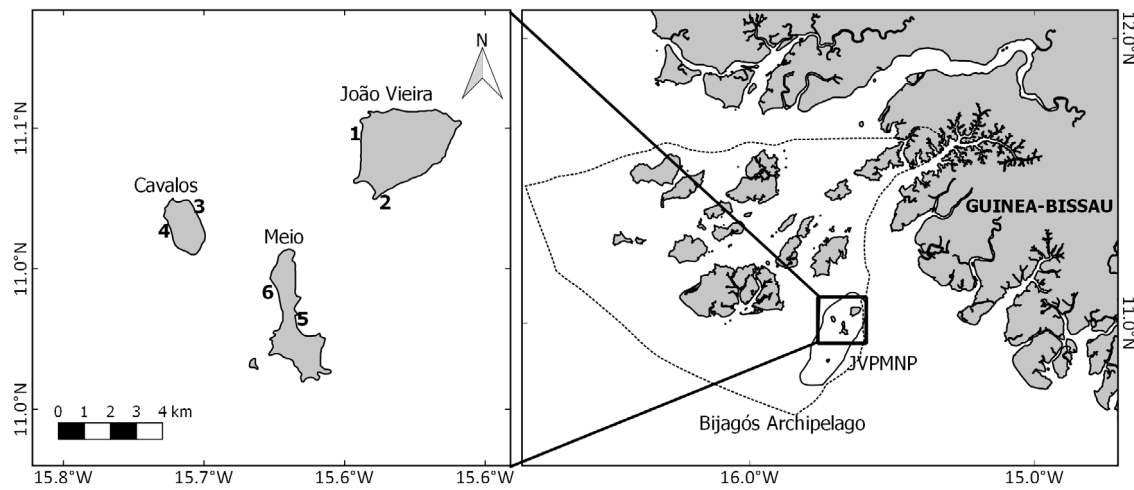 N
João Vieira
1
2
Cavalos
3
4
Meio
6
5
11.1°N
11.0°N
11.0°N
0 1 2 3 4 km
15.8°W 15.7°W 15.6°W 15.6°W
12.0°N
GUINEA-BISSAU
11.0°N
JVPMNP
Bijagós Archipelago
16.0°W 15.0°W